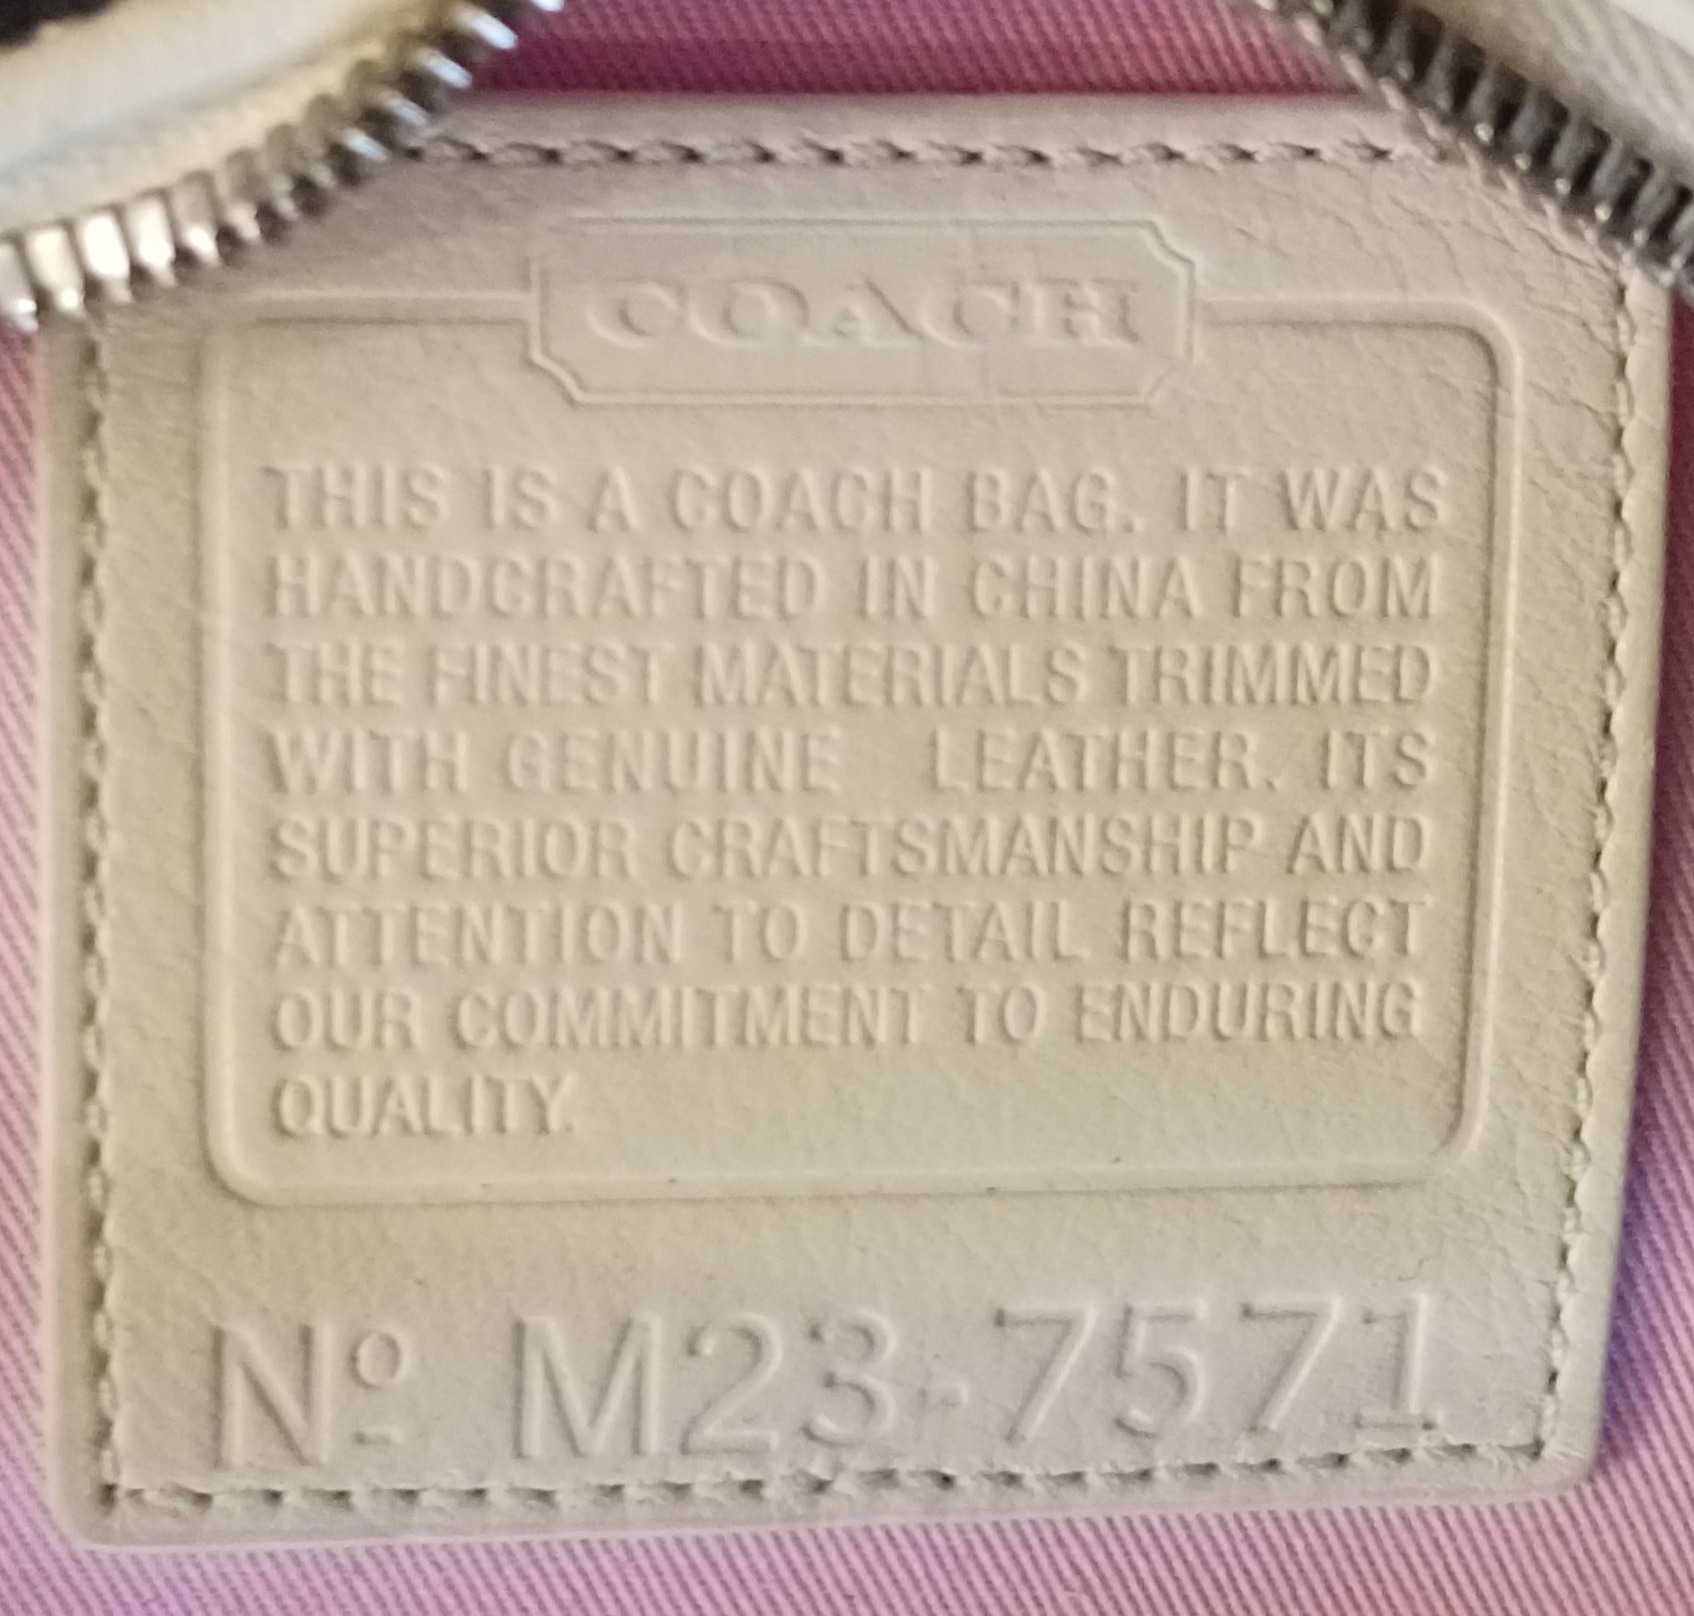 COACH
THIS IS A COACH BAG. IT WAS
HANDCRAFTED IN CHINA FROM
THE FINEST MATERIALS TRIMMED
WITH GENUINE LEATHER. ITS
SUPERIOR CRAFTSMANSHIP AND
ATTENTION TO DETAIL REFLECT
OUR COMMITMENT TO ENDURING
QUALITY.
Nº M23-7571